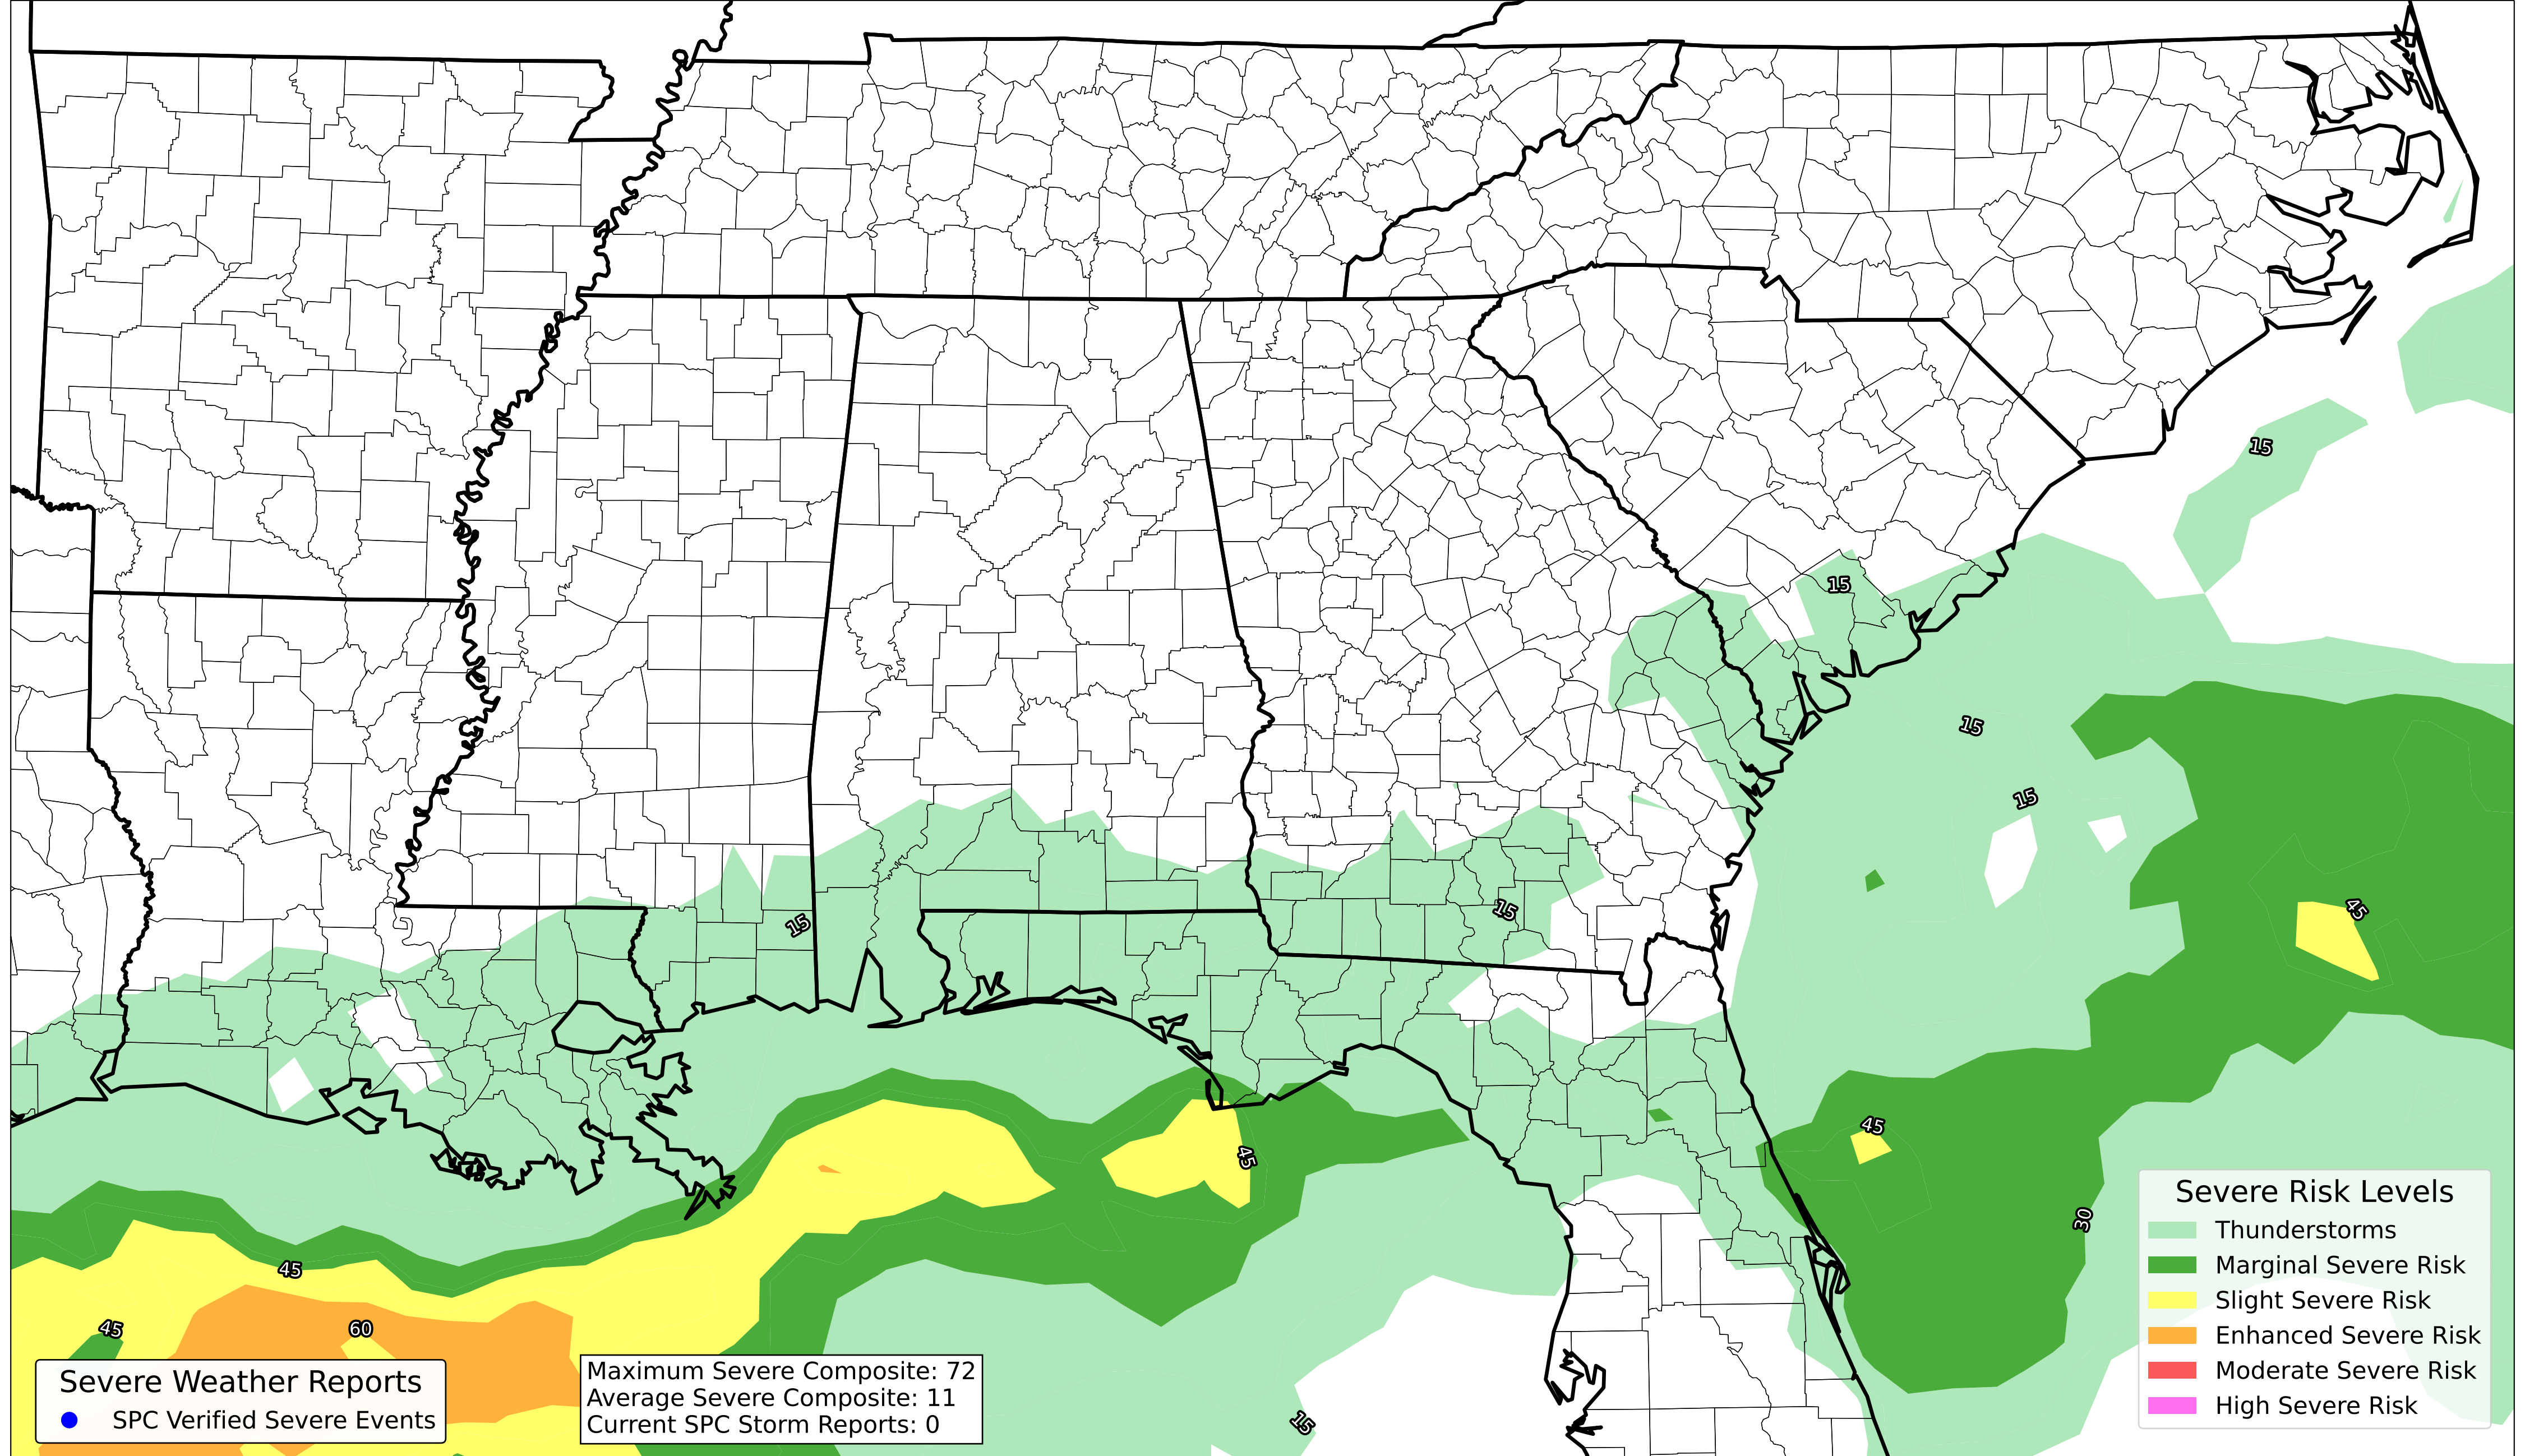 15
15
15
15
15
15
45
45
45
30
45
45
60
15
Severe Risk Levels
Thunderstorms
Marginal Severe Risk
Slight Severe Risk
Enhanced Severe Risk
Moderate Severe Risk
High Severe Risk
Severe Weather Reports
SPC Verified Severe Events
Maximum Severe Composite: 72
Average Severe Composite: 11
Current SPC Storm Reports: 0